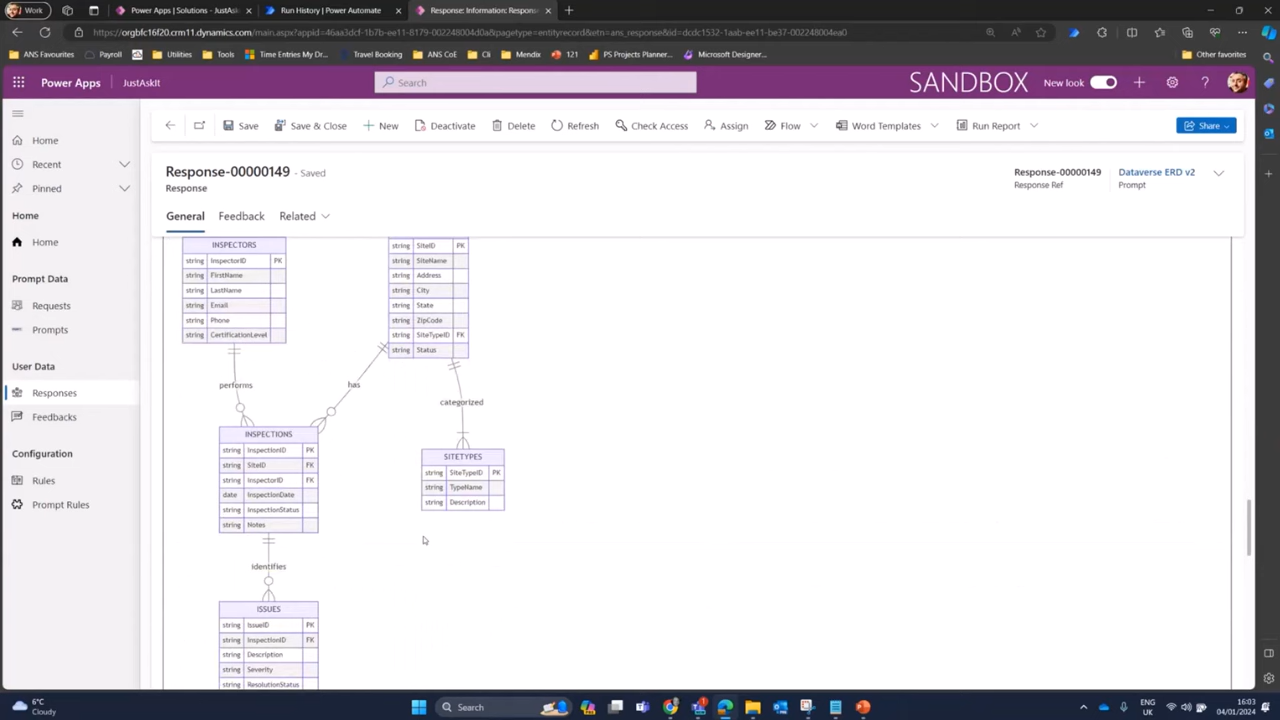 Work
Power Apps | Solutions - JustAsk
Run History | Power Automate
Response: Information: Respons
https://orgbfc16f20.crm11.dynamics.com/main.aspx?appid=46aa3dcf-1b7b-ee11-8179-002248004d0a&pagetype=entityrecord&etn=ans_response&id=dcdc1532-1aab-ee11-be37-002248004ea0
ANS Favourites
Payroll
Utilities
Tools
Time Entries My Dr...
Travel Booking
ANS CoE
Cli
Mendix
121
PS Projects Planner...
Microsoft Designer...
Other favorites
Power Apps
JustAskIt
Search
SANDBOX
New look
Save
Save & Close
New
Deactivate
Delete
Refresh
Check Access
Assign
Flow
Word Templates
Run Report
Share
Home
Recent
Pinned
Home
Home
Prompt Data
Requests
Prompts
User Data
Responses
Feedbacks
Configuration
Rules
Prompt Rules
Response-00000149 - Saved
Response
Response-00000149
Response Ref
Dataverse ERD v2
Prompt
General
Feedback
Related
INSPECTORS
string InspectorID PK
string FirstName
string LastName
string Email
string Phone
string CertificationLevel
string SiteID PK
string SiteName
string Address
string City
string State
string ZipCode
string SiteTypeID FK
string Status
performs
has
categorized
INSPECTIONS
string InspectionID PK
string SiteID FK
string InspectorID FK
date InspectionDate
string InspectionStatus
string Notes
SITETYPES
string SiteTypeID PK
string TypeName
string Description
identifies
ISSUES
string IssueID PK
string InspectionID FK
string Description
string Severity
string ResolutionStatus
6°C
Cloudy
Search
ENG
UK
16:03
04/01/2024